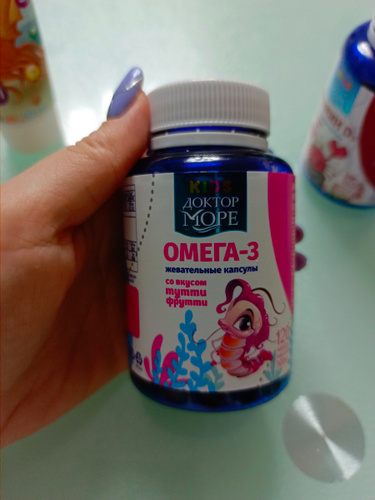 KIDS
ДОКТОР
МОРЕ
ОМЕГА-3
жевательные капсулы
со вкусом
тутти
фрутти